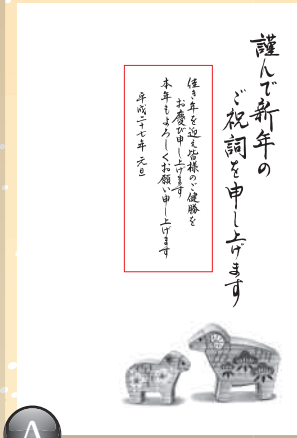 謹んで新年の
ご祝詞を申し上げます
佳き年を迎え皆様のご健勝を
お慶び申し上げます
本年もよろしくお願い申し上げます
平成二十七年 元旦
A